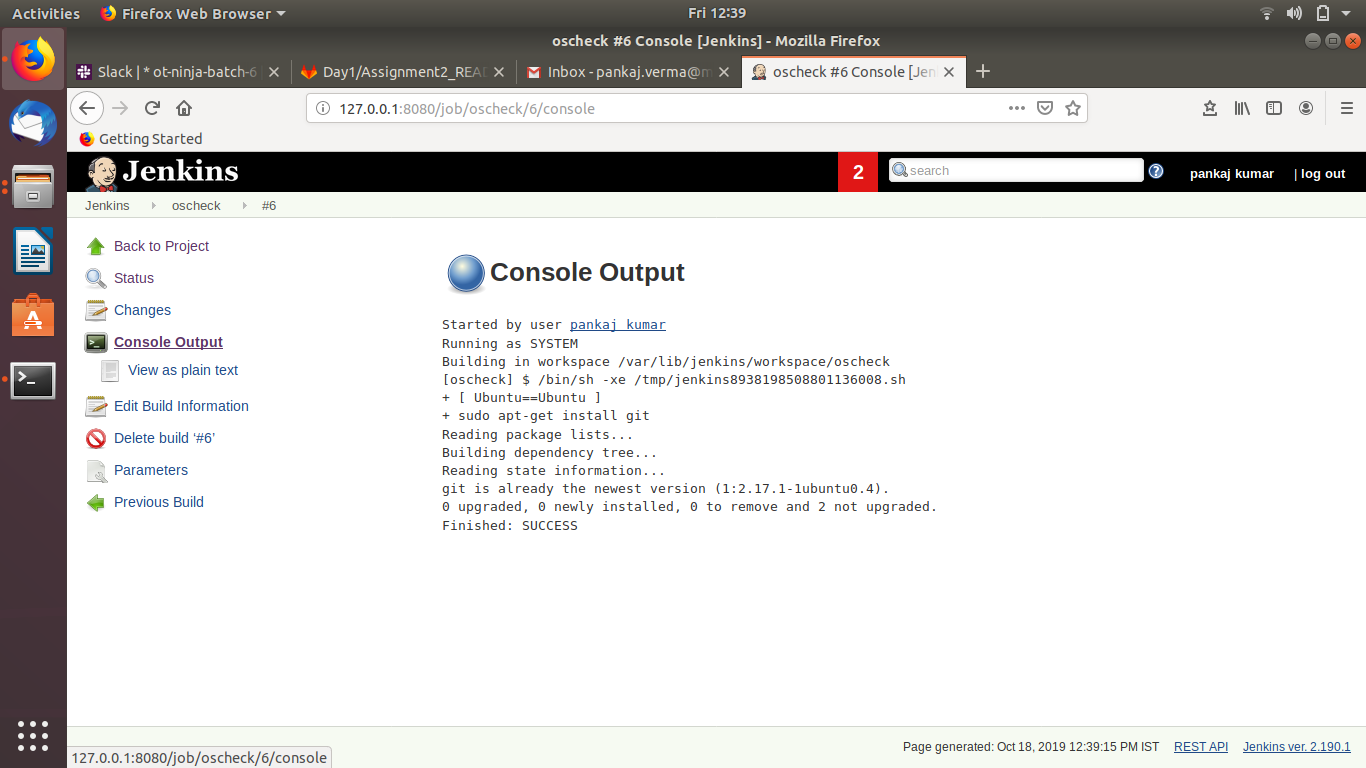 Activities Firefox Web Browser Fri 12:39
oscheck #6 Console [Jenkins] - Mozilla Firefox
Slack | * ot-ninja-batch-6 Day1/Assignment2_READ Inbox - pankaj.verma@m oscheck #6 Console [Jen
127.0.0.1:8080/job/oscheck/6/console
Getting Started
Jenkins 2 search pankaj kumar | log out
Jenkins oscheck #6
Back to Project
Status
Changes
Console Output
View as plain text
Edit Build Information
Delete build ‘#6’
Parameters
Previous Build
Console Output
Started by user pankaj kumar
Running as SYSTEM
Building in workspace /var/lib/jenkins/workspace/oscheck
[oscheck] $ /bin/sh -xe /tmp/jenkins8938198508801136008.sh
+ [ Ubuntu==Ubuntu ]
+ sudo apt-get install git
Reading package lists...
Building dependency tree...
Reading state information...
git is already the newest version (1:2.17.1-1ubuntu0.4).
0 upgraded, 0 newly installed, 0 to remove and 2 not upgraded.
Finished: SUCCESS
Page generated: Oct 18, 2019 12:39:15 PM IST REST API Jenkins ver. 2.190.1
127.0.0.1:8080/job/oscheck/6/console